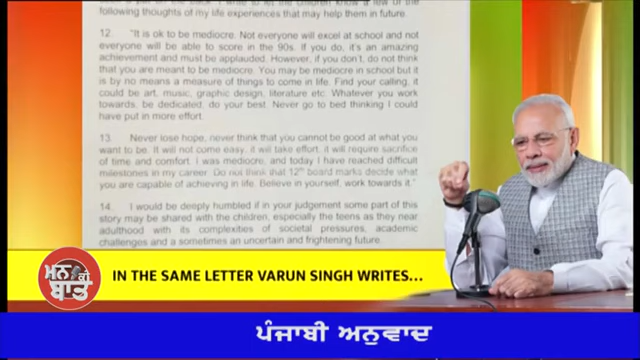 following thoughts of my life experiences that may help them in future.
12. "It is ok to be mediocre. Not everyone will excel at school and not
everyone will be able to score in the 90s. If you do, it's an amazing
achievement and must be applauded. However, if you don't, do not think
that you are meant to be mediocre. You may be mediocre in school but it
is by no means a measure of things to come in life. Find your calling, it
could be art, music, graphic design, literature etc. Whatever you work
towards, be dedicated, do your best. Never go to bed thinking I could
have put in more effort.
13. Never lose hope, never think that you cannot be good at what you
want to be. It will not come easy, it will take effort, it will require sacrifice
of time and comfort. I was mediocre, and today I have reached difficult
milestones in my career. Do not think that 12th board marks decide what
you are capable of achieving in life. Believe in yourself, work towards it."
14. I would be deeply humbled if in your judgement some part of this
story may be shared with the children, especially the teens as they near
adulthood with its complexities of societal pressures, academic
challenges and a sometimes an uncertain and frightening future.
ਮਨ ਕੀ
ਬਾਤ
IN THE SAME LETTER VARUN SINGH WRITES...
ਪੰਜਾਬੀ ਅਨੁਵਾਦ